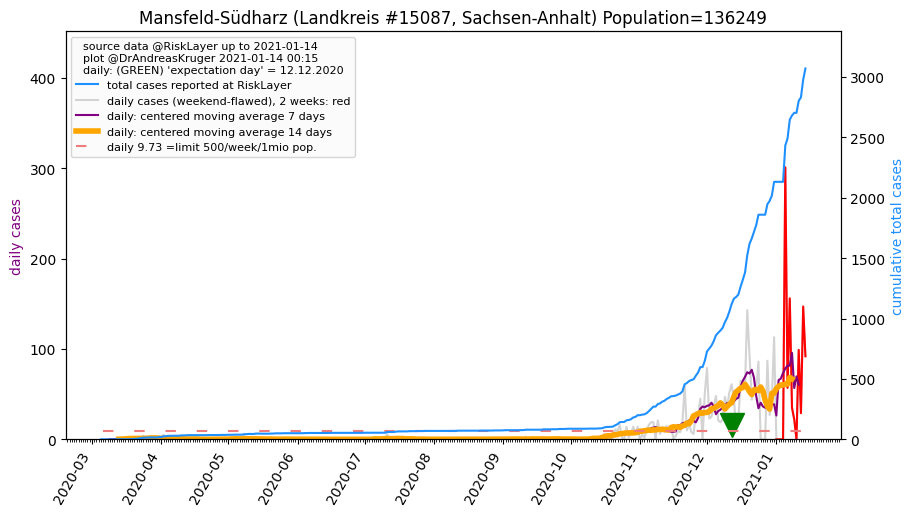 Mansfeld-Südharz (Landkreis #15087, Sachsen-Anhalt) Population=136249
source data @RiskLayer up to 2021-01-14
plot @DrAndreasKruger 2021-01-14 00:15
daily: (GREEN) 'expectation day' = 12.12.2020
total cases reported at RiskLayer
daily cases (weekend-flawed), 2 weeks: red
daily: centered moving average 7 days
daily: centered moving average 14 days
daily 9.73 =limit 500/week/1mio pop.
daily cases
400
300
200
100
0
cumulative total cases
3000
2500
2000
1500
1000
500
0
2020-03
2020-04
2020-05
2020-06
2020-07
2020-08
2020-09
2020-10
2020-11
2020-12
2021-01